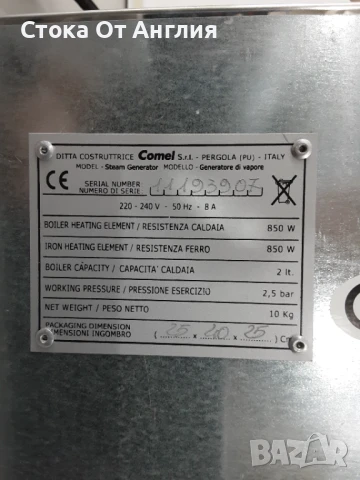 Стока От Англия
DITTA COSTRUTTRICE Comel S.r.l. - PERGOLA (PU) - ITALY
MODEL - Steam Generator MODELLO - Generatore di vapore
CE
SERIAL NUMBER
NUMERO DI SERIE 11193907
220 - 240 V - 50 Hz - 8 A
BOILER HEATING ELEMENT / RESISTENZA CALDAIA 850 W
IRON HEATING ELEMENT / RESISTENZA FERRO 850 W
BOILER CAPACITY / CAPACITA' CALDAIA 2 lt.
WORKING PRESSURE / PRESSIONE ESERCIZIO 2,5 bar
NET WEIGHT / PESO NETTO 10 Kg
PACKAGING DIMENSION
DIMENSIONI INGOMBRO ( 25 x 40 x 25 ) Cm
BAZAR